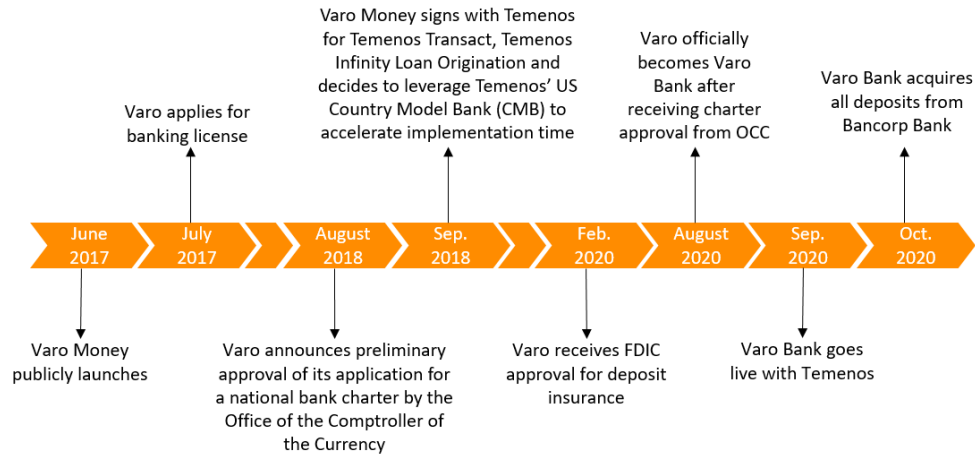 Varo Money signs with Temenos
for Temenos Transact, Temenos
Infinity Loan Origination and
decides to leverage Temenos’ US
Country Model Bank (CMB) to
accelerate implementation time
Varo officially
becomes Varo
Bank after
receiving charter
approval from OCC
Varo Bank acquires
all deposits from
Bancorp Bank
Varo applies for
banking license
June
2017
July
2017
August
2018
Sep.
2018
Feb.
2020
August
2020
Sep.
2020
Oct.
2020
Varo Money
publicly launches
Varo announces preliminary
approval of its application for
a national bank charter by the
Office of the Comptroller of
the Currency
Varo receives FDIC
approval for deposit
insurance
Varo Bank goes
live with Temenos